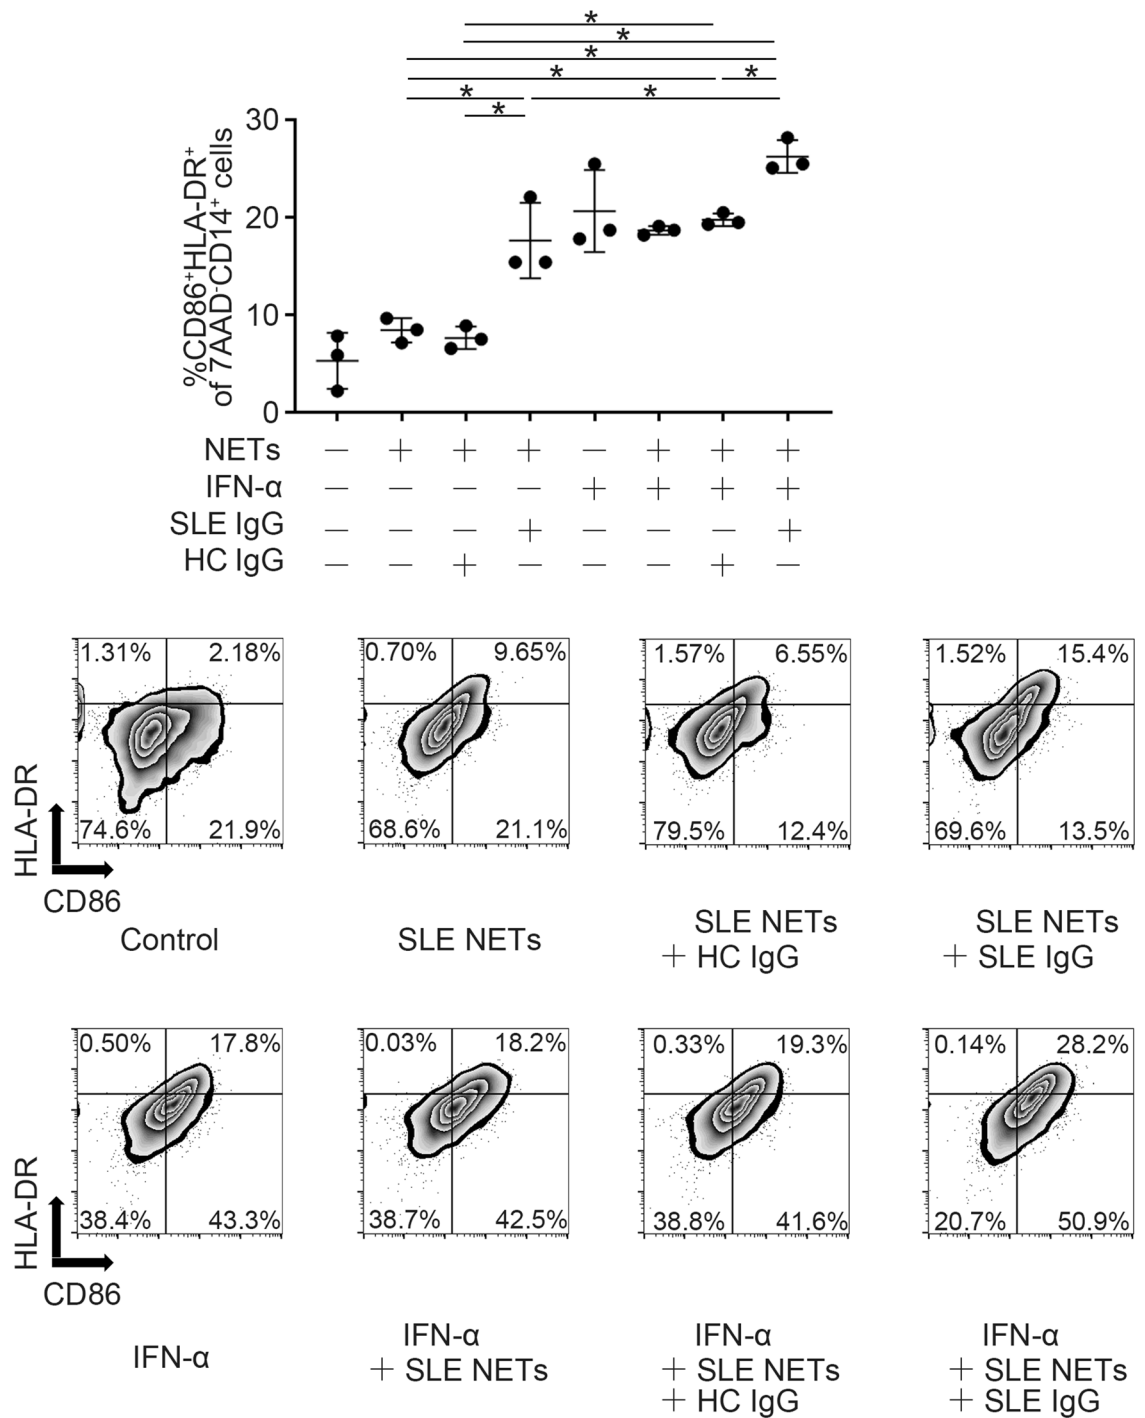 *
*
*
* *
* *
*
%CD86⁺HLA-DR⁺
of 7AAD⁻CD14⁺ cells
30
20
10
0
NETs — + + + — + + +
IFN-α — — — — + + + +
SLE IgG — — — + — — — +
HC IgG — — + — — — + —
1.31% 2.18% 0.70% 9.65% 1.57% 6.55% 1.52% 15.4%
74.6% 21.9% 68.6% 21.1% 79.5% 12.4% 69.6% 13.5%
HLA-DR
CD86
Control
SLE NETs
SLE NETs
+ HC IgG
SLE NETs
+ SLE IgG
0.50% 17.8% 0.03% 18.2% 0.33% 19.3% 0.14% 28.2%
38.4% 43.3% 38.7% 42.5% 38.8% 41.6% 20.7% 50.9%
HLA-DR
CD86
IFN-α
IFN-α
+ SLE NETs
IFN-α
+ SLE NETs
+ HC IgG
IFN-α
+ SLE NETs
+ SLE IgG